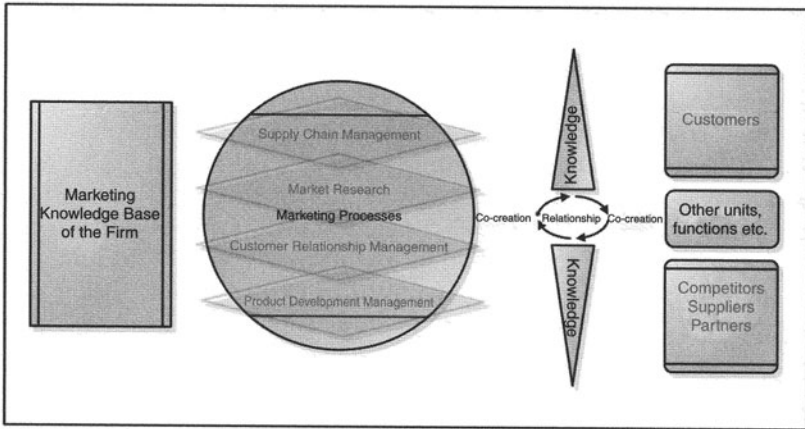 Marketing
Knowledge Base
of the Firm
Supply Chain Management
Market Research
Marketing Processes
Customer Relationship Management
Product Development Management
Knowledge
Co-creation
Relationship
Co-creation
Knowledge
Customers
Other units,
functions etc.
Competitors
Suppliers
Partners